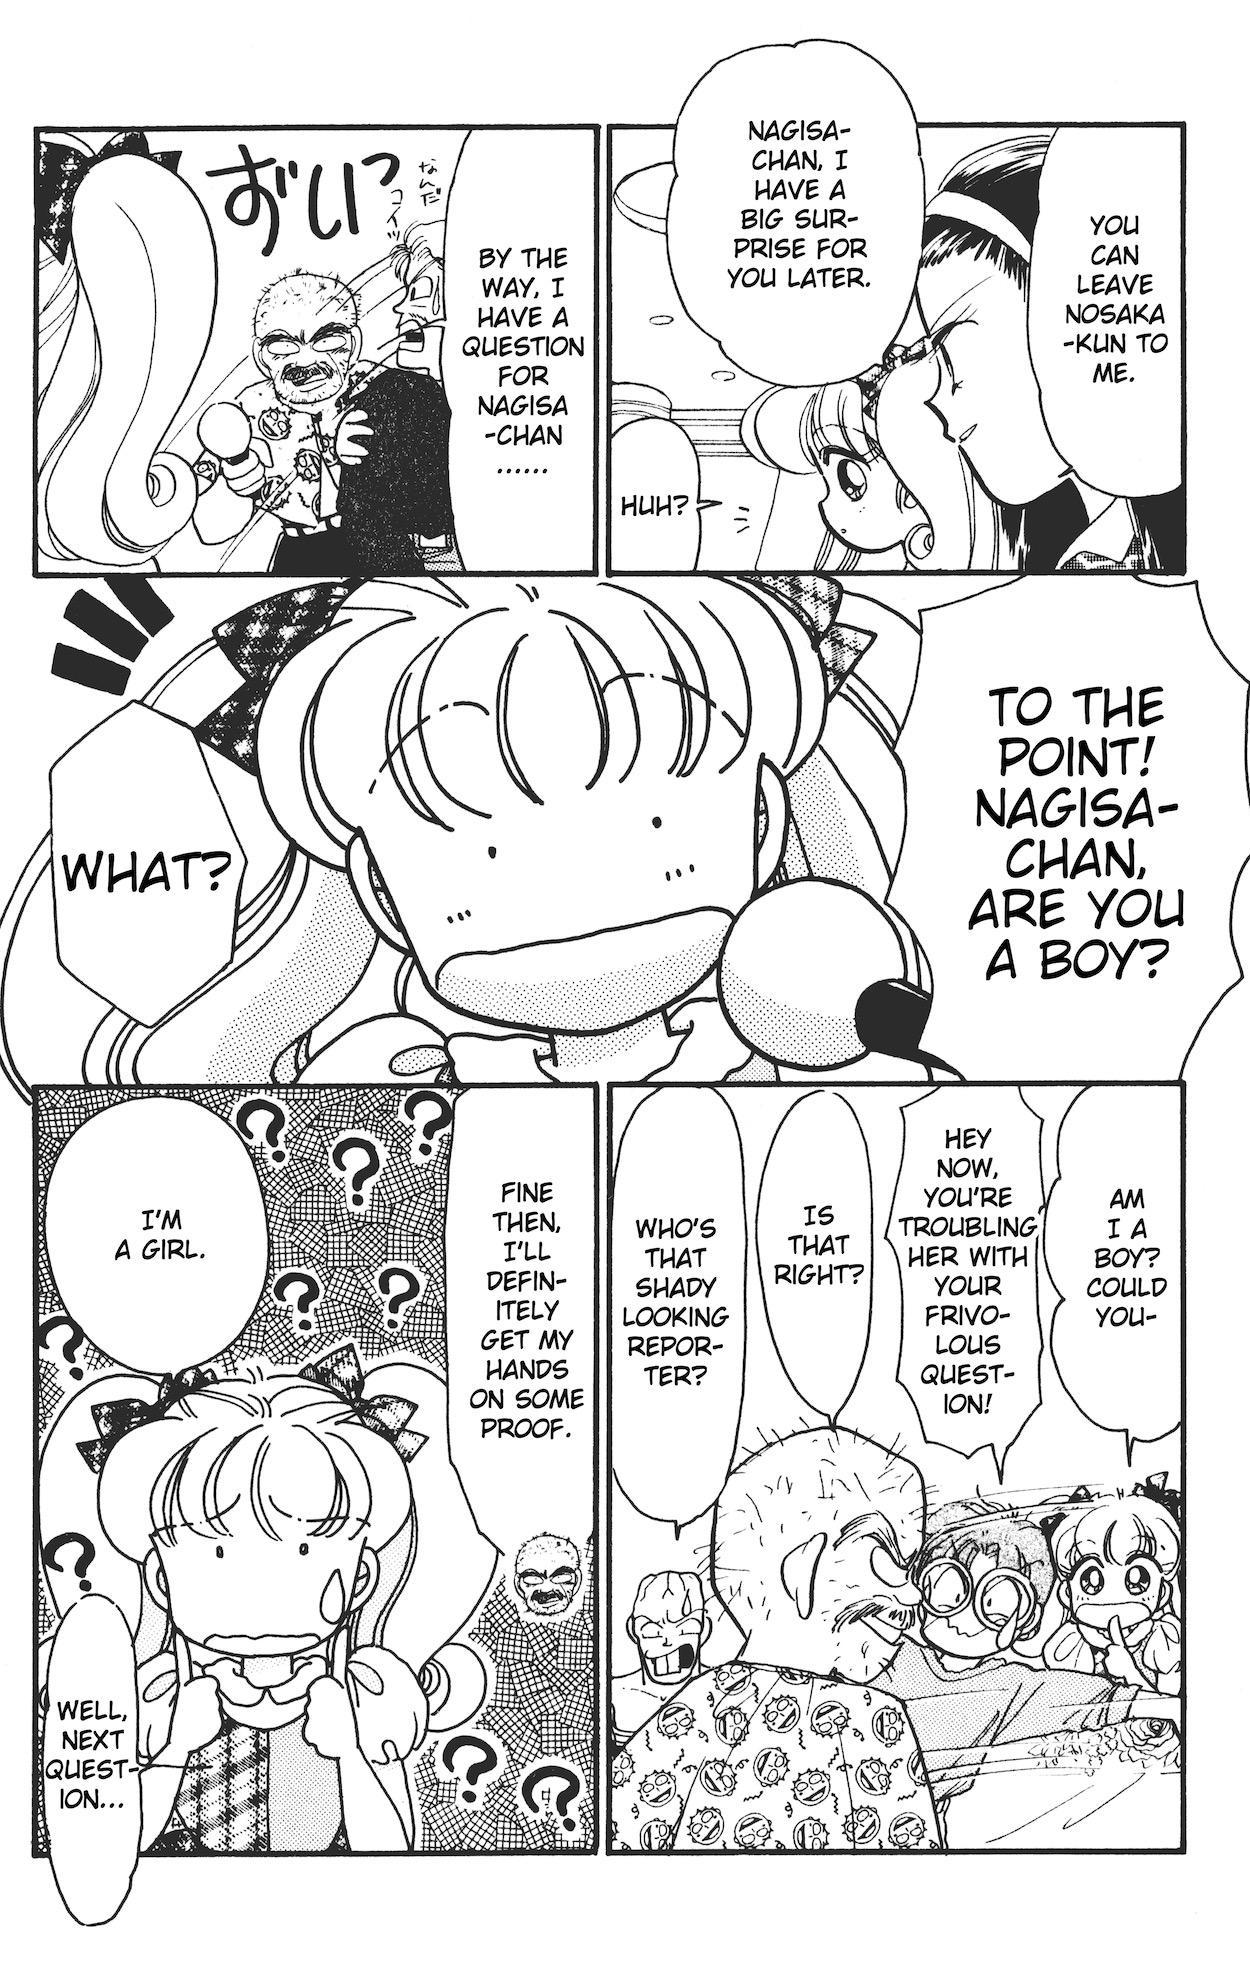 YOU
CAN
LEAVE
NOSAKA
-KUN TO
ME.
NAGISA-
CHAN, I
HAVE A
BIG SUR-
PRISE FOR
YOU LATER.
HUH?
BY THE
WAY, I
HAVE A
QUESTION
FOR
NAGISA
-CHAN
......
なんだ
コイツ
ずいっ
TO THE
POINT!
NAGISA-
CHAN,
ARE YOU
A BOY?
WHAT?
AM
I A
BOY?
COULD
YOU-
HEY
NOW,
YOU'RE
TROUBLING
HER WITH
YOUR
FRIVO-
LOUS
QUEST-
ION!
IS
THAT
RIGHT?
WHO'S
THAT
SHADY
LOOKING
REPOR-
TER?
FINE
THEN,
I'LL
DEFIN-
ITELY
GET MY
HANDS
ON SOME
PROOF.
I'M
A GIRL.
? ? ? ? ? ? ? ? ?
WELL,
NEXT
QUEST-
ION...